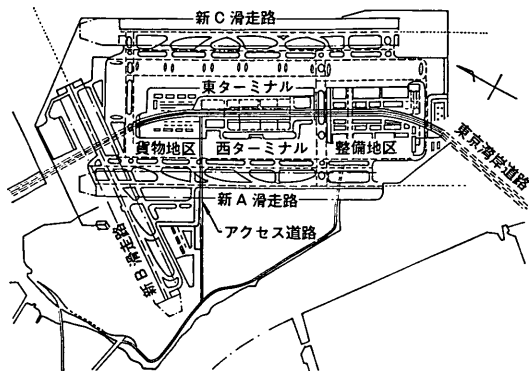 新C滑走路
東ターミナル
貨物地区
西ターミナル
整備地区
東京湾岸道路
新A滑走路
アクセス道路
新B滑走路